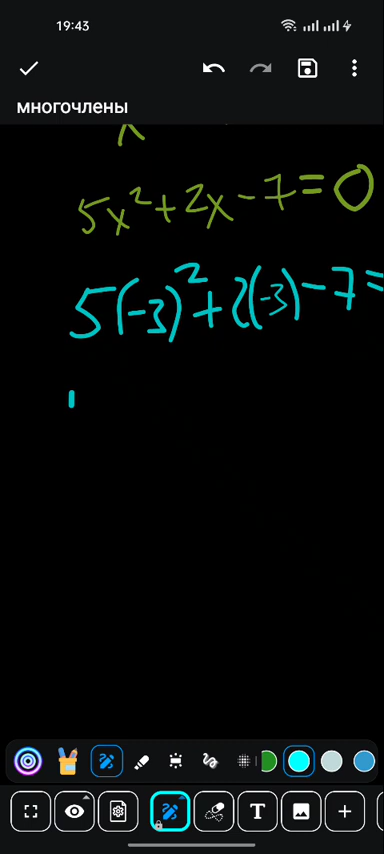 19:43
многочлены
x
5x²+2x-7=0
5(-3)²+2(-3)-7=
T